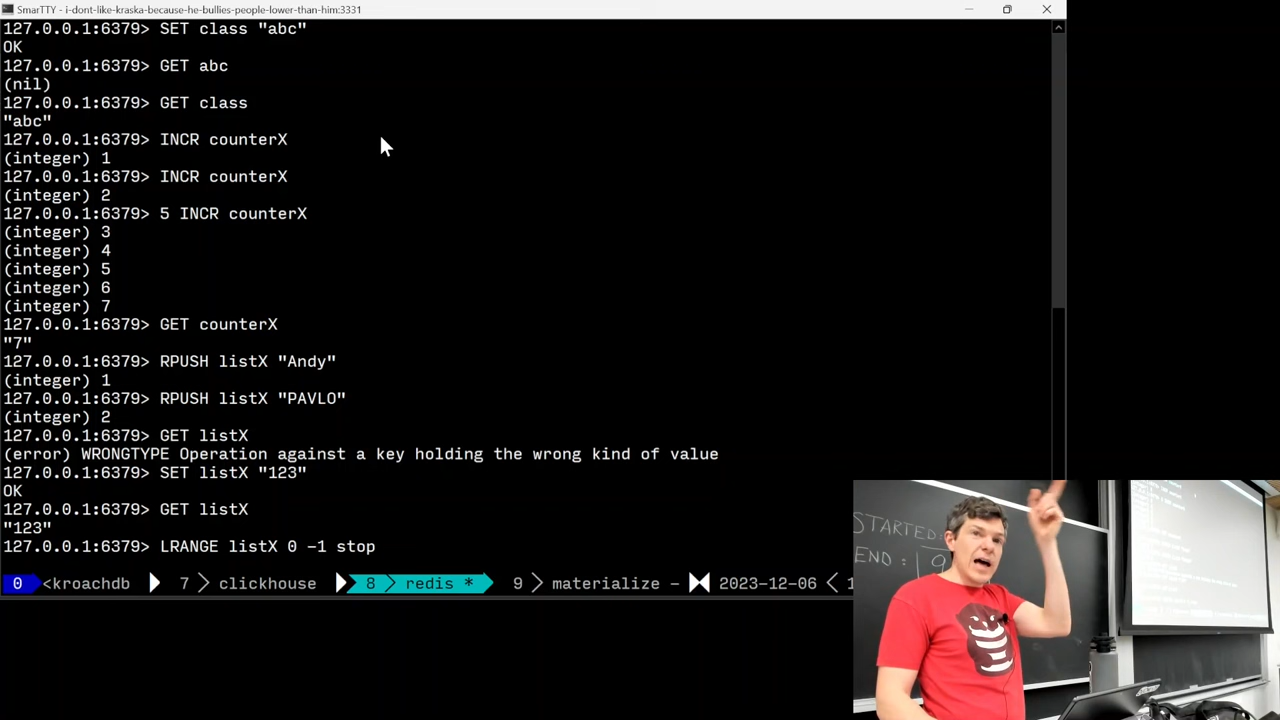 SmarTTY - i-dont-like-kraska-because-he-bullies-people-lower-than-him:3331
127.0.0.1:6379> SET class "abc"
OK
127.0.0.1:6379> GET abc
(nil)
127.0.0.1:6379> GET class
"abc"
127.0.0.1:6379> INCR counterX
(integer) 1
127.0.0.1:6379> INCR counterX
(integer) 2
127.0.0.1:6379> 5 INCR counterX
(integer) 3
(integer) 4
(integer) 5
(integer) 6
(integer) 7
127.0.0.1:6379> GET counterX
"7"
127.0.0.1:6379> RPUSH listX "Andy"
(integer) 1
127.0.0.1:6379> RPUSH listX "PAVLO"
(integer) 2
127.0.0.1:6379> GET listX
(error) WRONGTYPE Operation against a key holding the wrong kind of value
127.0.0.1:6379> SET listX "123"
OK
127.0.0.1:6379> GET listX
"123"
127.0.0.1:6379> LRANGE listX 0 -1 stop
0 <kroachdb 7 > clickhouse 8 > redis * 9 > materialize - 2023-12-06 < 1
STARTED:
END: 9